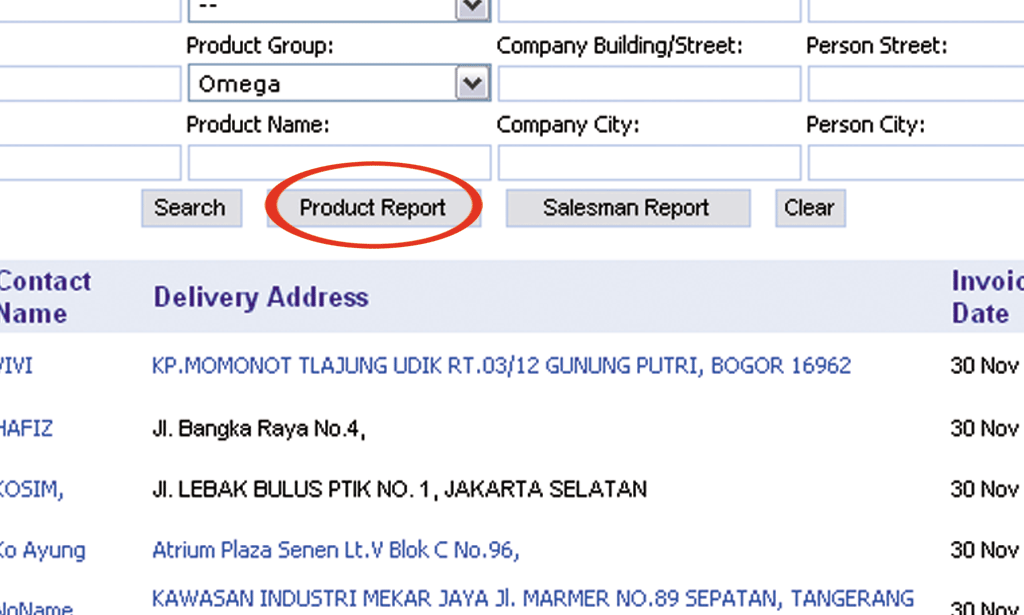 --
Product Group: Company Building/Street: Person Street:
Omega
Product Name: Company City: Person City:
Search Product Report Salesman Report Clear
Contact Name Delivery Address Invoic Date
VIVI KP.MOMONOT TLAJUNG UDIK RT.03/12 GUNUNG PUTRI, BOGOR 16962 30 Nov
HAFIZ Jl. Bangka Raya No.4, 30 Nov
KOSIM, Jl. LEBAK BULUS PTIK NO. 1, JAKARTA SELATAN 30 Nov
Ko Ayung Atrium Plaza Senen Lt.V Blok C No.96, 30 Nov
NoName KAWASAN INDUSTRI MEKAR JAYA Jl. MARMER NO.89 SEPATAN, TANGERANG 30 Nov